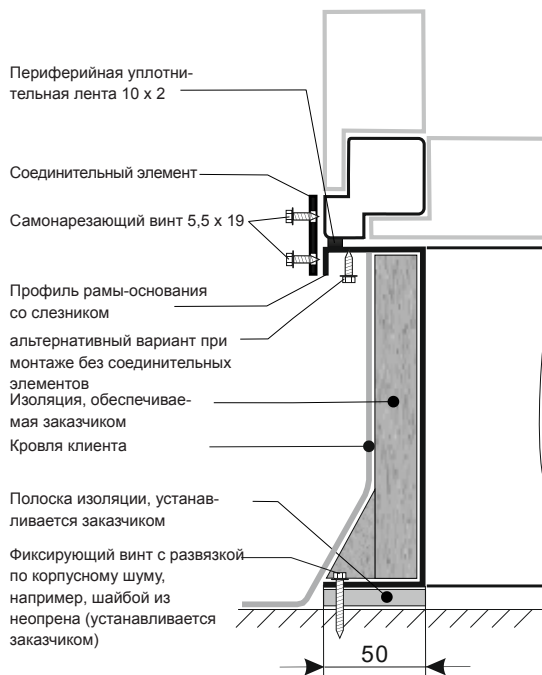 Периферийная уплотни-
тельная лента 10 x 2
Соединительный элемент
Самонарезающий винт 5,5 x 19
Профиль рамы-основания
со слезником
альтернативный вариант при
монтаже без соединительных
элементов
Изоляция, обеспечивае-
мая заказчиком
Кровля клиента
Полоска изоляции, устанав-
ливается заказчиком
Фиксирующий винт с развязкой
по корпусному шуму,
например, шайбой из
неопрена (устанавливается
заказчиком)
50